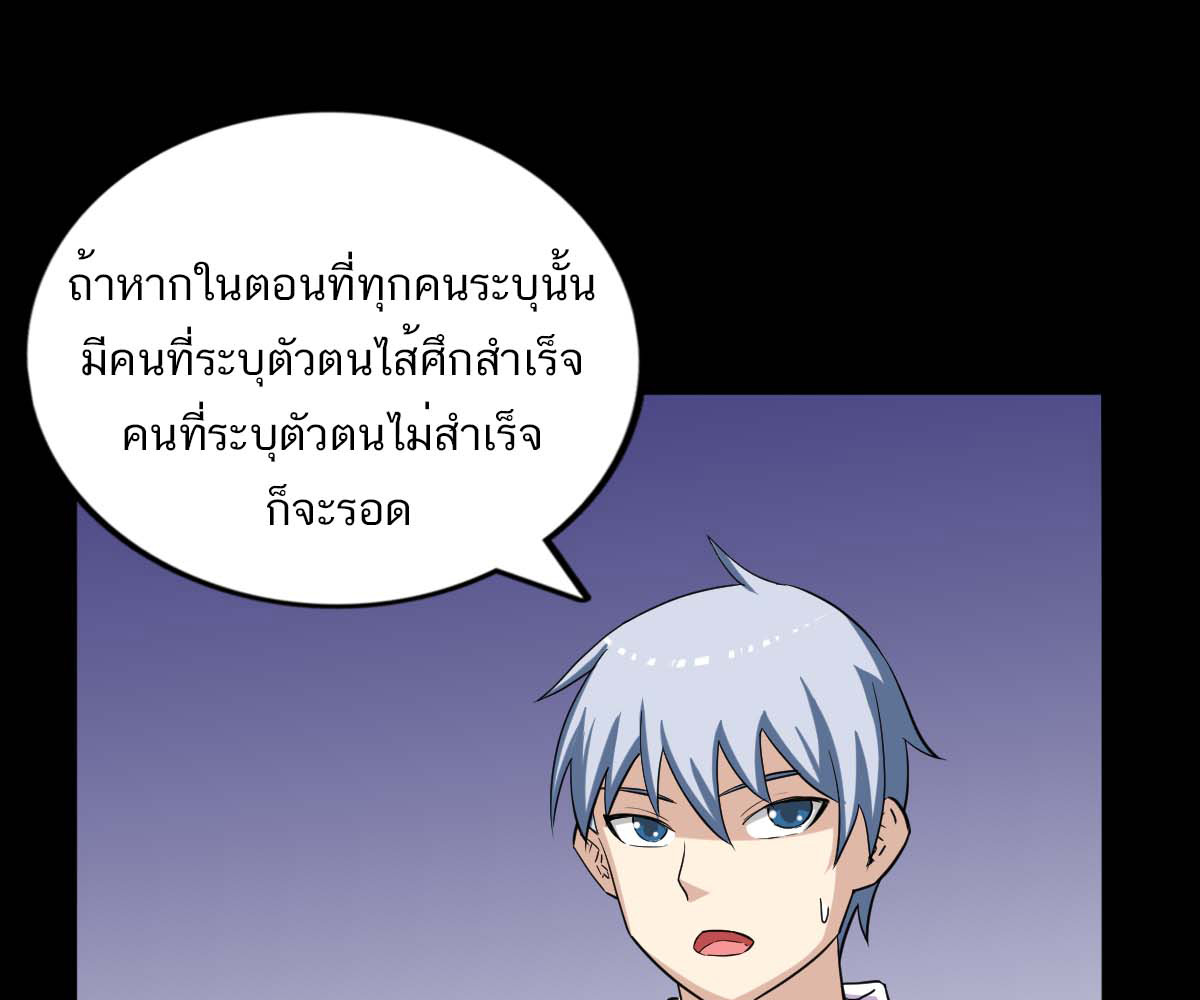 ถ้าหากในตอนที่ทุกคนระบุนั้น
มีคนที่ระบุตัวตนไส้ศึกสำเร็จ
คนที่ระบุตัวตนไม่สำเร็จ
ก็จะรอด